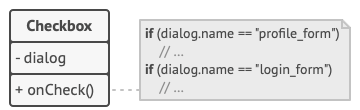 Checkbox
- dialog
+ onCheck()
if (dialog.name == "profile_form")
// ...
if (dialog.name == "login_form")
// ...